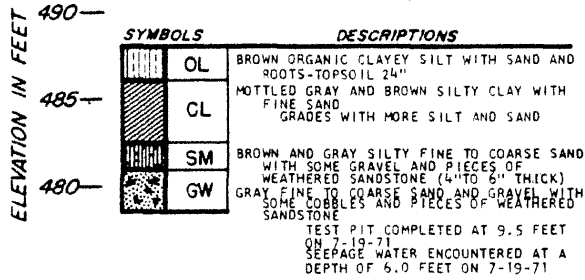 490
SYMBOLS DESCRIPTIONS
OL BROWN ORGANIC CLAYEY SILT WITH SAND AND
ROOTS-TOPSOIL 24"
485
CL MOTTLED GRAY AND BROWN SILTY CLAY WITH
FINE SAND
GRADES WITH MORE SILT AND SAND
SM BROWN AND GRAY SILTY FINE TO COARSE SAND
WITH SOME GRAVEL AND PIECES OF
WEATHERED SANDSTONE (4"TO 6" THICK)
480
GW GRAY FINE TO COARSE SAND AND GRAVEL WITH
SOME COBBLES AND PIECES OF WEATHERED
SANDSTONE
TEST PIT COMPLETED AT 9.5 FEET
ON 7-19-71
SEEPAGE WATER ENCOUNTERED AT A
DEPTH OF 6.0 FEET ON 7-19-71
ELEVATION IN FEET